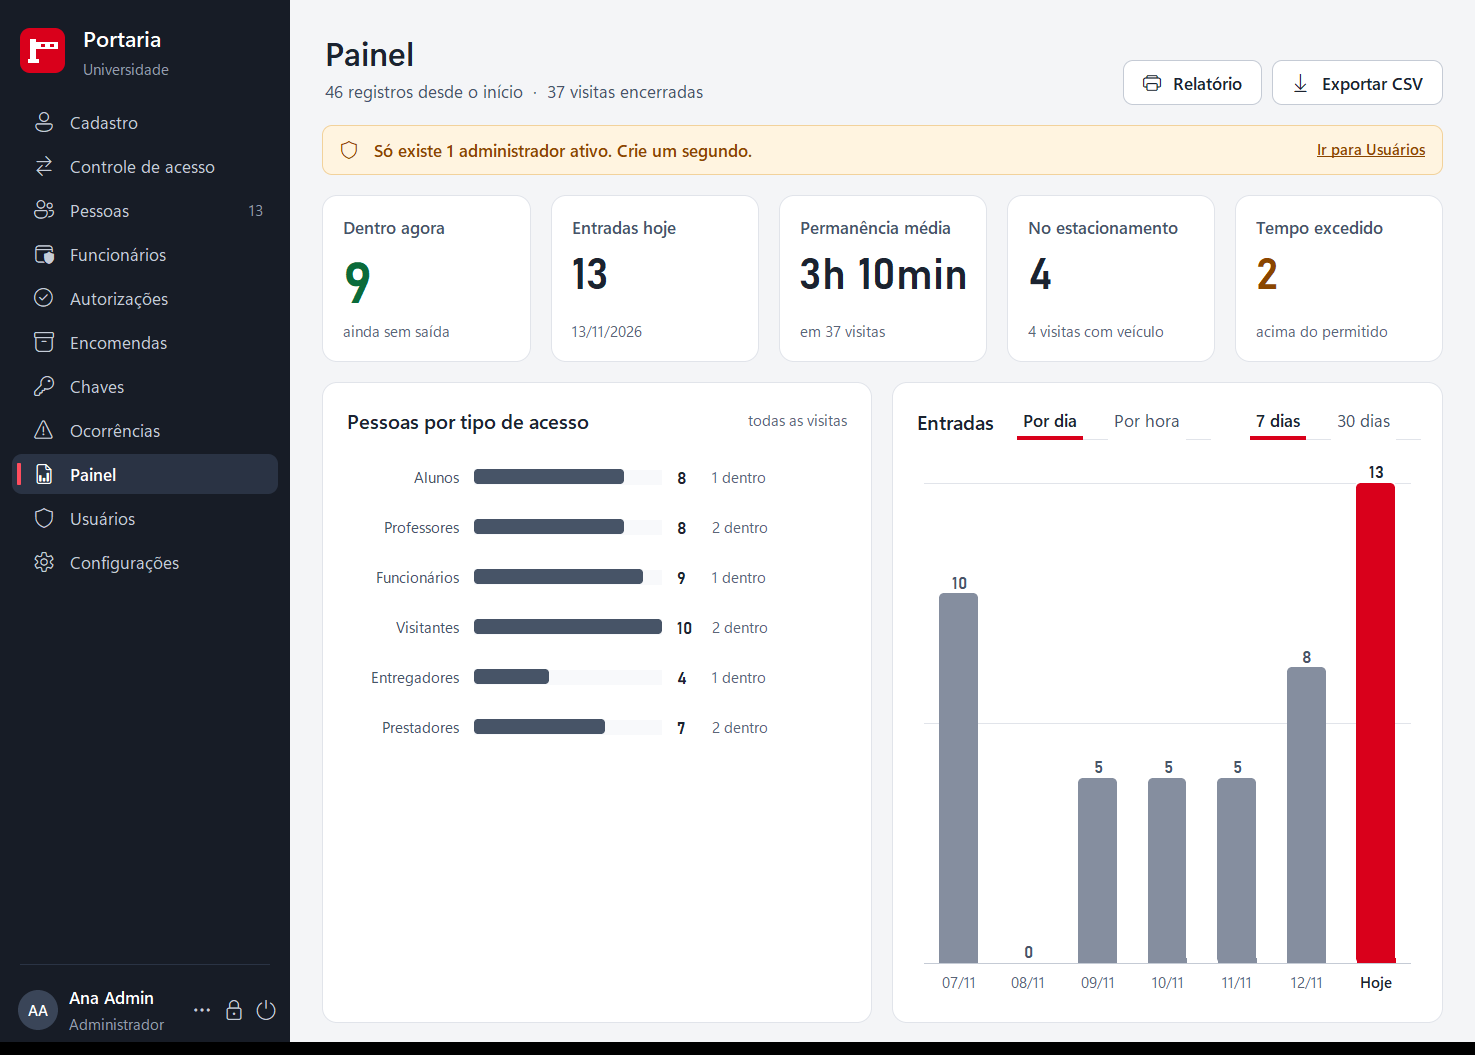 Portaria
Universidade
Cadastro
Controle de acesso
Pessoas 13
Funcionários
Autorizações
Encomendas
Chaves
Ocorrências
Painel
Usuários
Configurações
AA
Ana Admin
Administrador
Painel
46 registros desde o início · 37 visitas encerradas
Relatório
Exportar CSV
Só existe 1 administrador ativo. Crie um segundo.
Ir para Usuários
Dentro agora
9
ainda sem saída
Entradas hoje
13
13/11/2026
Permanência média
3h 10min
em 37 visitas
No estacionamento
4
4 visitas com veículo
Tempo excedido
2
acima do permitido
Pessoas por tipo de acesso
todas as visitas
Alunos 8 1 dentro
Professores 8 2 dentro
Funcionários 9 1 dentro
Visitantes 10 2 dentro
Entregadores 4 1 dentro
Prestadores 7 2 dentro
Entradas
Por dia
Por hora
7 dias
30 dias
10
0
5
5
5
8
13
07/11 08/11 09/11 10/11 11/11 12/11 Hoje